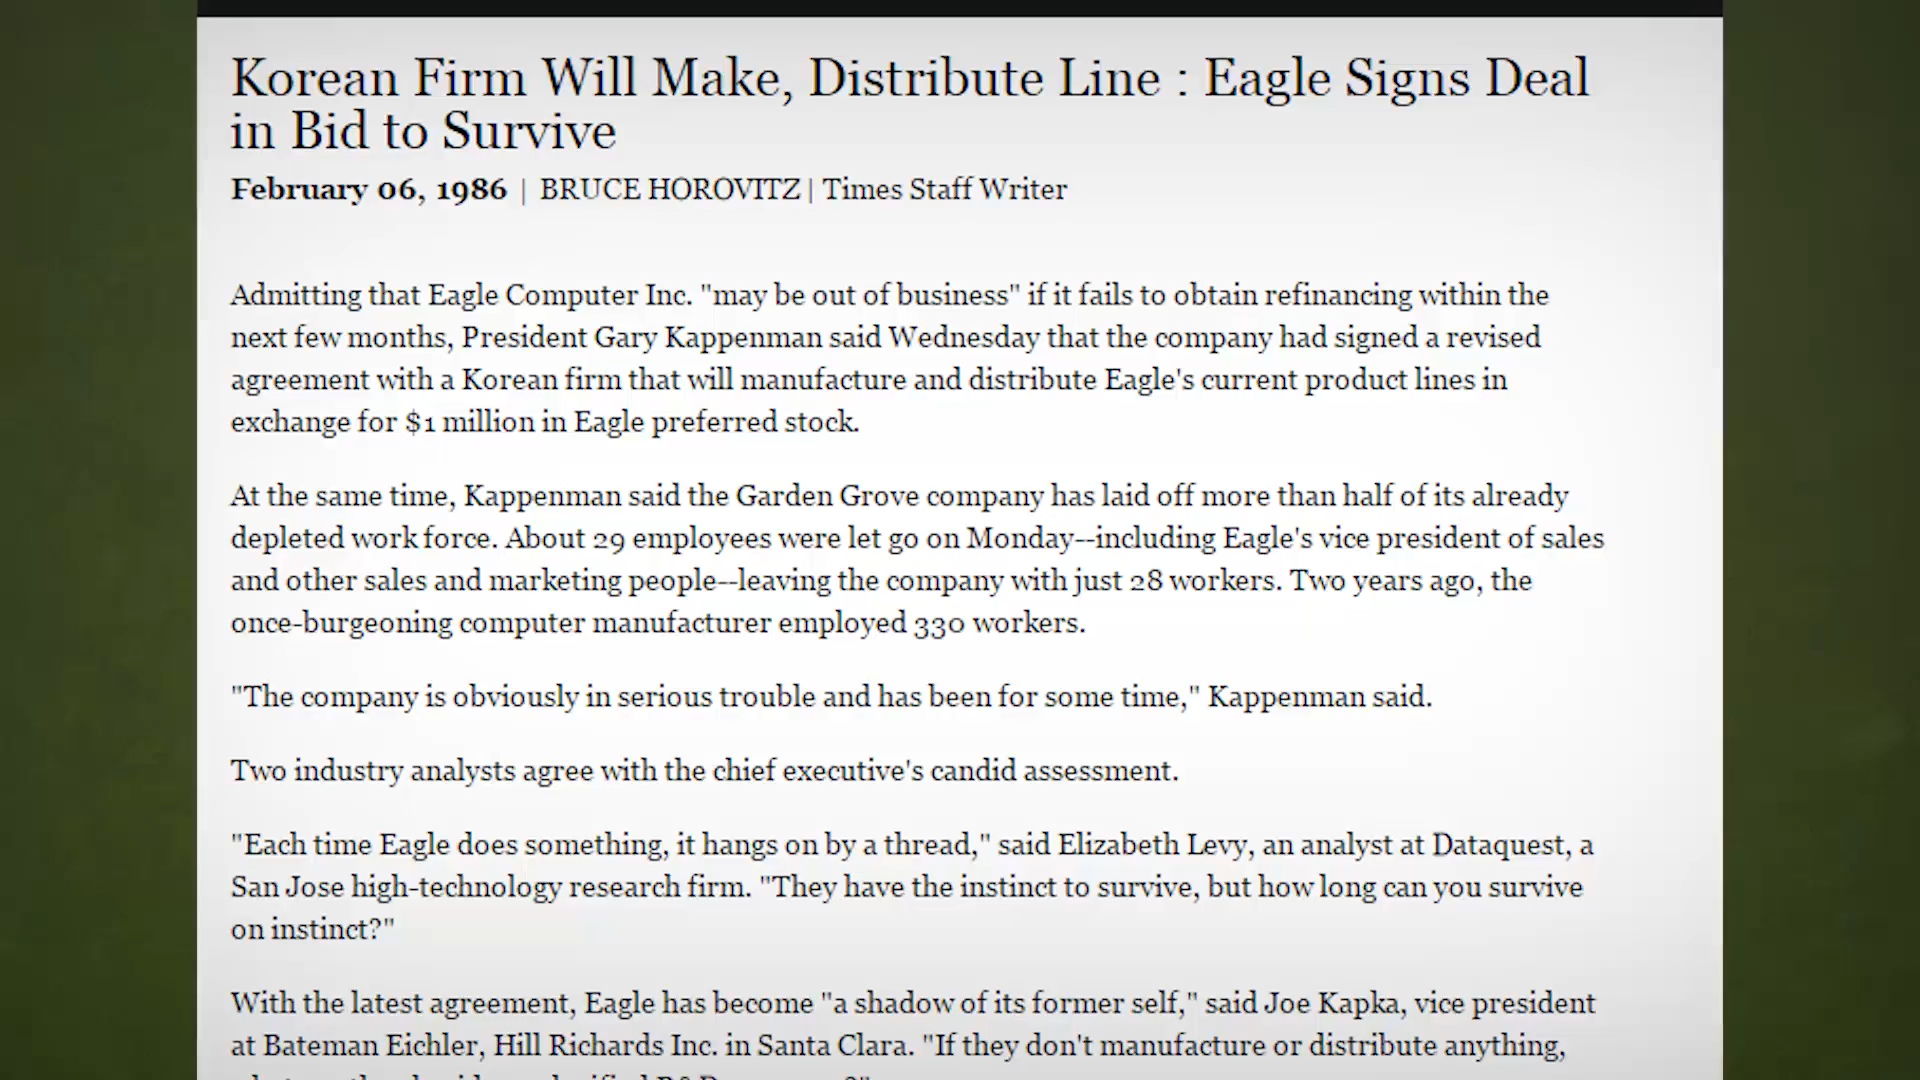 Korean Firm Will Make, Distribute Line : Eagle Signs Deal
in Bid to Survive
February 06, 1986 | BRUCE HOROVITZ | Times Staff Writer
Admitting that Eagle Computer Inc. "may be out of business" if it fails to obtain refinancing within the
next few months, President Gary Kappenman said Wednesday that the company had signed a revised
agreement with a Korean firm that will manufacture and distribute Eagle's current product lines in
exchange for $1 million in Eagle preferred stock.
At the same time, Kappenman said the Garden Grove company has laid off more than half of its already
depleted work force. About 29 employees were let go on Monday--including Eagle's vice president of sales
and other sales and marketing people--leaving the company with just 28 workers. Two years ago, the
once-burgeoning computer manufacturer employed 330 workers.
"The company is obviously in serious trouble and has been for some time," Kappenman said.
Two industry analysts agree with the chief executive's candid assessment.
"Each time Eagle does something, it hangs on by a thread," said Elizabeth Levy, an analyst at Dataquest, a
San Jose high-technology research firm. "They have the instinct to survive, but how long can you survive
on instinct?"
With the latest agreement, Eagle has become "a shadow of its former self," said Joe Kapka, vice president
at Bateman Eichler, Hill Richards Inc. in Santa Clara. "If they don't manufacture or distribute anything,